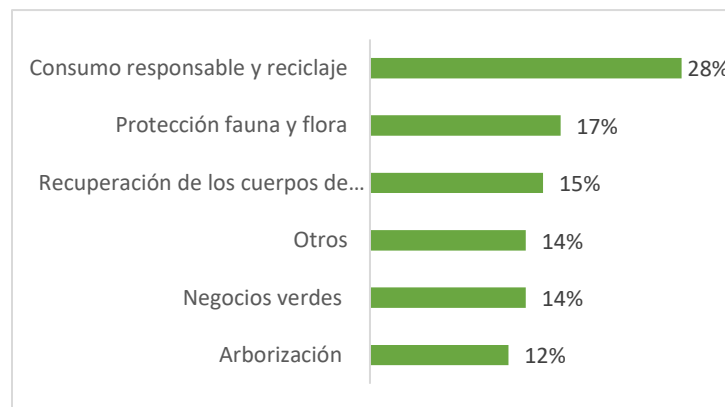 Consumo responsable y reciclaje 28%
Protección fauna y flora 17%
Recuperación de los cuerpos de... 15%
Otros 14%
Negocios verdes 14%
Arborización 12%